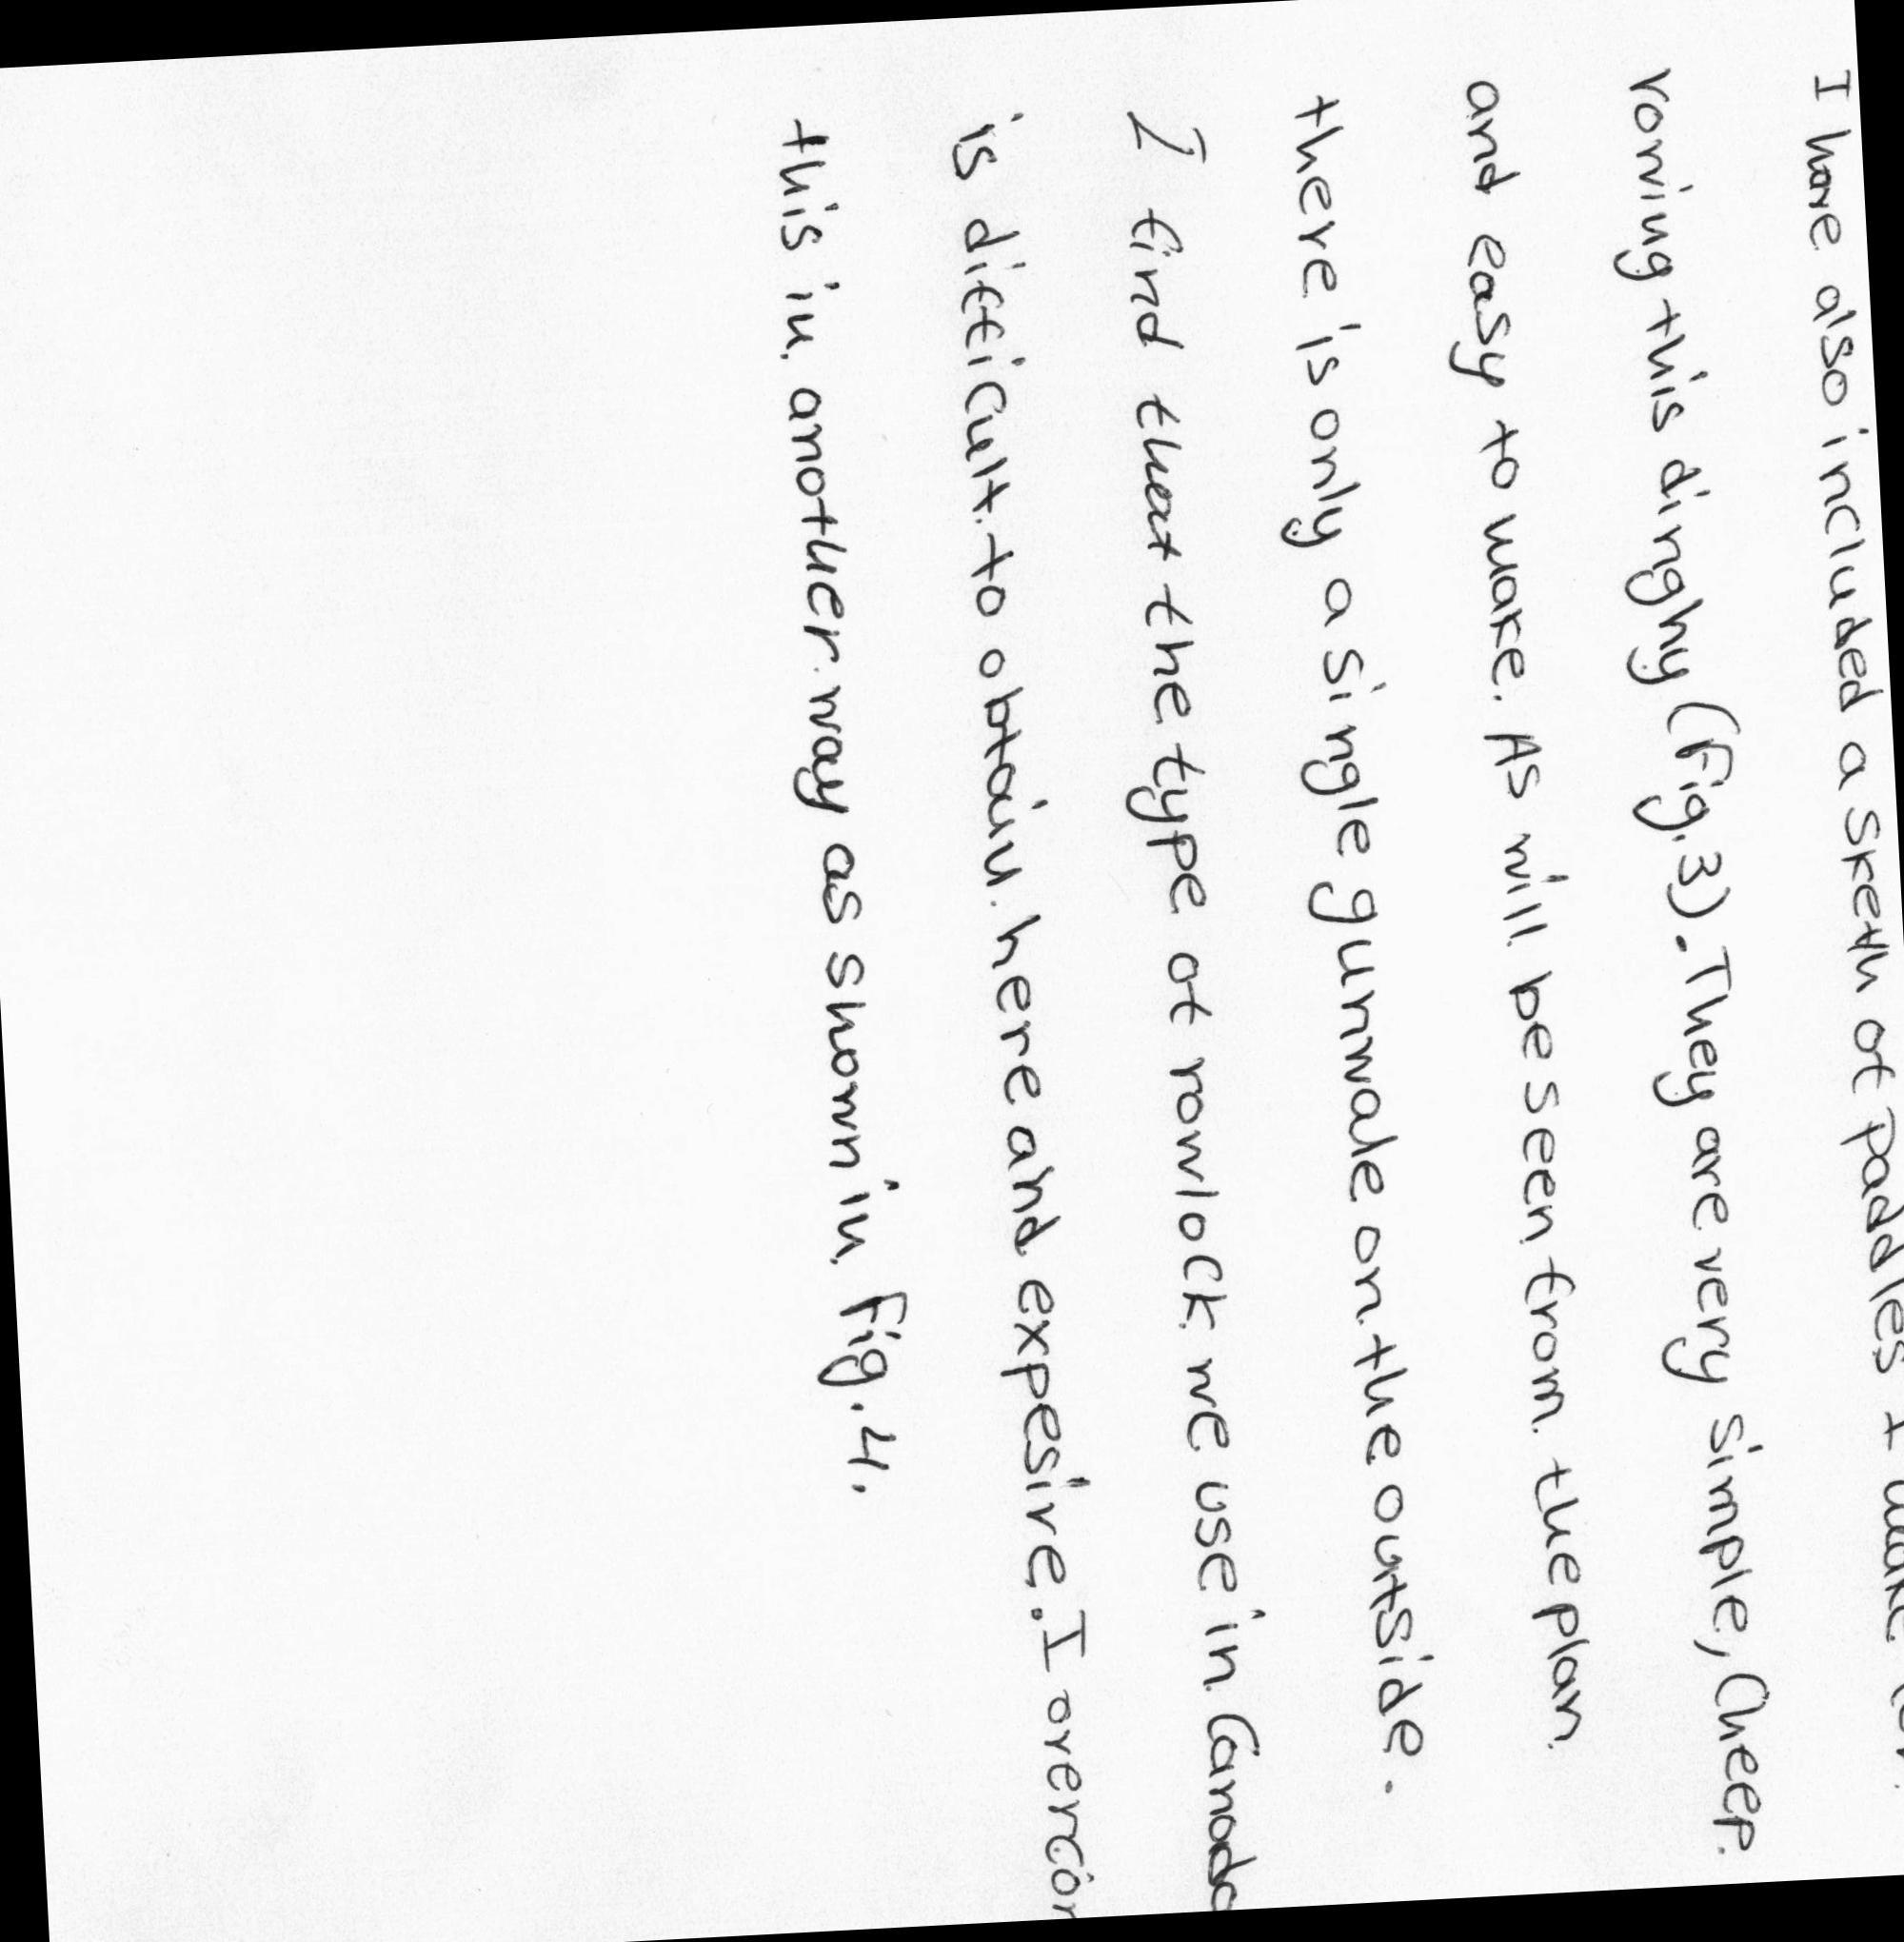 I have also included a sketh of paddles I make for
rowing this dinghy (Fig.3). They are very simple, Cheep.
and easy to make. As will be seen from the plan
there is only a single gunwale on the outside.
I find that the type of rowlock we use in Canada
is difficult to obtain here and expesive. I overcom
this in another way as shown in Fig.4.